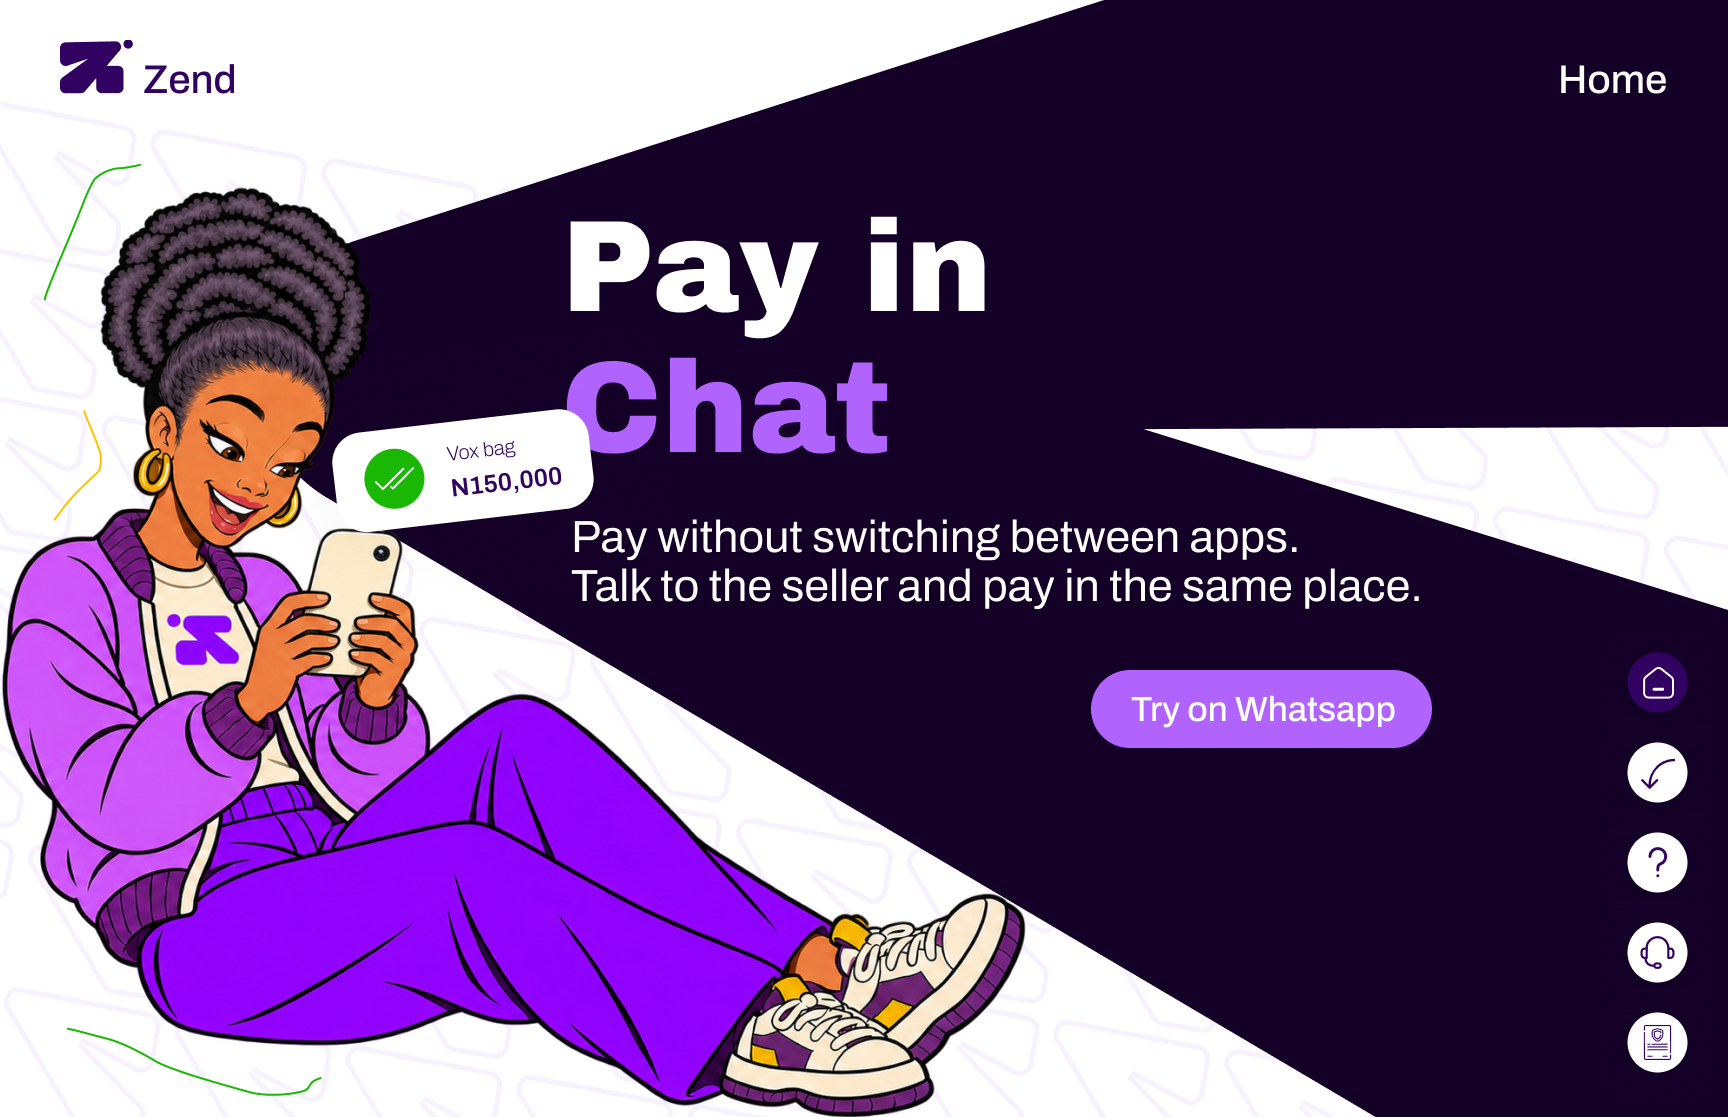 Zend
Home
Pay in
Chat
Vox bag
N150,000
Pay without switching between apps.
Talk to the seller and pay in the same place.
Try on Whatsapp